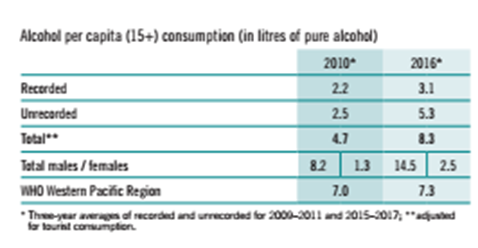 Alcohol per capita (15+) consumption (in litres of pure alcohol)
2010* 2016*
Recorded 2.2 3.1
Unrecorded 2.5 5.3
Total** 4.7 8.3
Total males / females 8.2 1.3 14.5 2.5
WHO Western Pacific Region 7.0 7.3
* Three-year averages of recorded and unrecorded for 2009–2011 and 2015–2017; **adjusted
for tourist consumption.